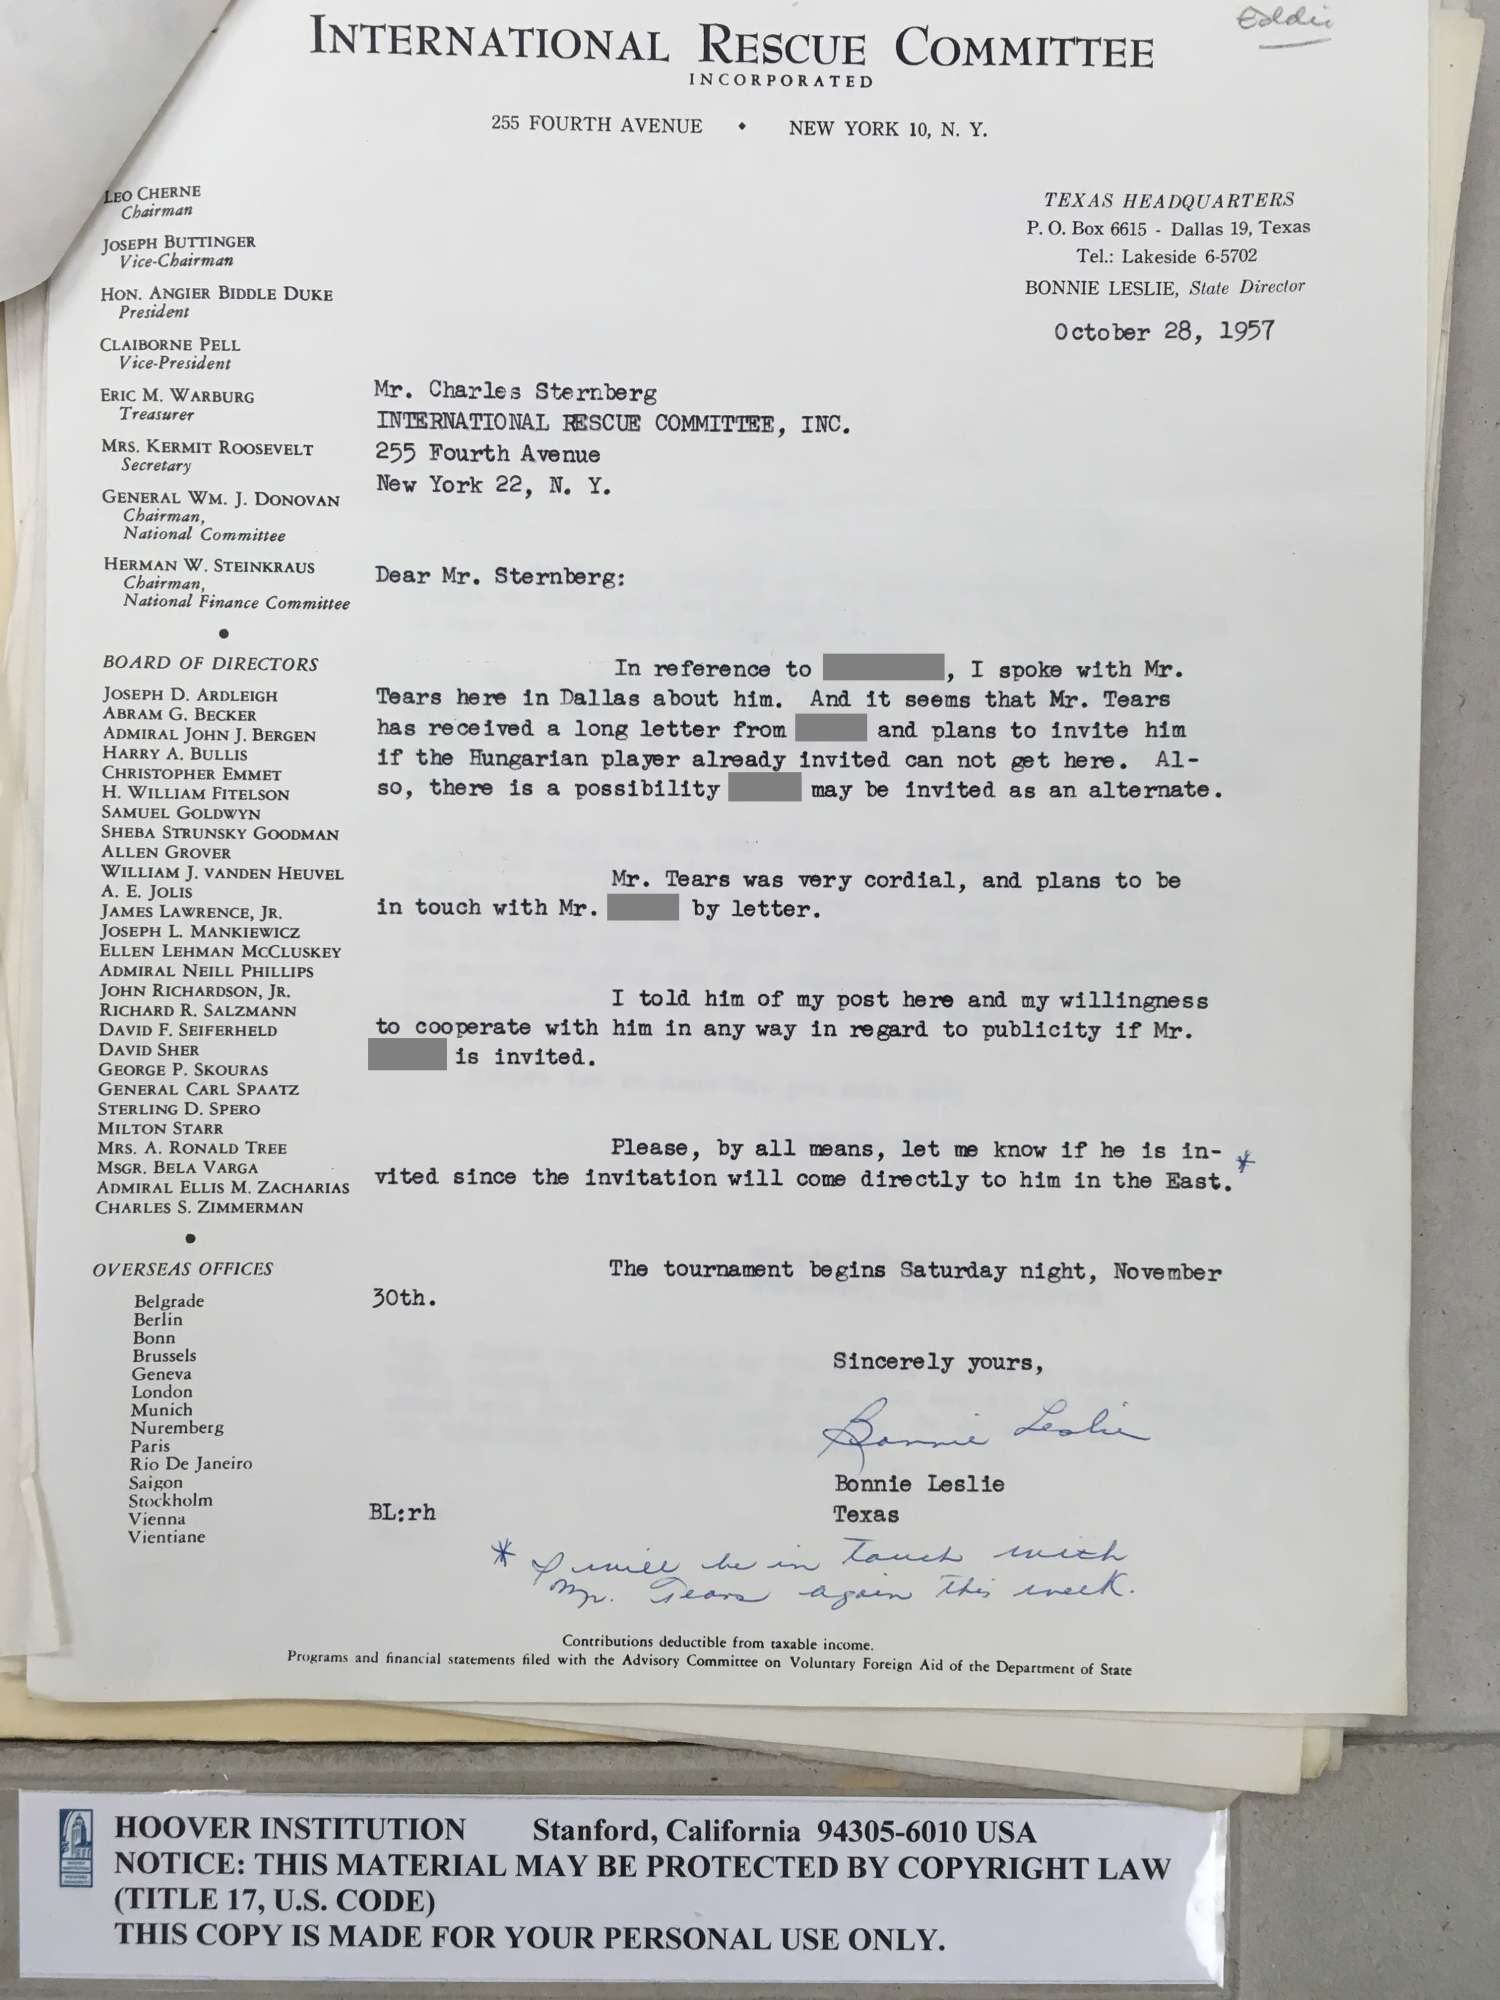 Eddie
INTERNATIONAL RESCUE COMMITTEE
INCORPORATED
255 FOURTH AVENUE • NEW YORK 10, N. Y.
LEO CHERNE
Chairman
JOSEPH BUTTINGER
Vice-Chairman
HON. ANGIER BIDDLE DUKE
President
CLAIBORNE PELL
Vice-President
ERIC M. WARBURG
Treasurer
MRS. KERMIT ROOSEVELT
Secretary
GENERAL WM. J. DONOVAN
Chairman,
National Committee
HERMAN W. STEINKRAUS
Chairman,
National Finance Committee
•
BOARD OF DIRECTORS
JOSEPH D. ARDLEIGH
ABRAM G. BECKER
ADMIRAL JOHN J. BERGEN
HARRY A. BULLIS
CHRISTOPHER EMMET
H. WILLIAM FITELSON
SAMUEL GOLDWYN
SHEBA STRUNSKY GOODMAN
ALLEN GROVER
WILLIAM J. VANDEN HEUVEL
A. E. JOLIS
JAMES LAWRENCE, JR.
JOSEPH L. MANKIEWICZ
ELLEN LEHMAN MCCLUSKEY
ADMIRAL NEILL PHILLIPS
JOHN RICHARDSON, JR.
RICHARD R. SALZMANN
DAVID F. SEIFERHELD
DAVID SHER
GEORGE P. SKOURAS
GENERAL CARL SPAATZ
STERLING D. SPERO
MILTON STARR
MRS. A. RONALD TREE
MSGR. BELA VARGA
ADMIRAL ELLIS M. ZACHARIAS
CHARLES S. ZIMMERMAN
•
OVERSEAS OFFICES
Belgrade
Berlin
Bonn
Brussels
Geneva
London
Munich
Nuremberg
Paris
Rio De Janeiro
Saigon
Stockholm
Vienna
Vientiane
TEXAS HEADQUARTERS
P. O. Box 6615 - Dallas 19, Texas
Tel.: Lakeside 6-5702
BONNIE LESLIE, State Director
October 28, 1957
Mr. Charles Sternberg
INTERNATIONAL RESCUE COMMITTEE, INC.
255 Fourth Avenue
New York 22, N. Y.
Dear Mr. Sternberg:
In reference to , I spoke with Mr.
Tears here in Dallas about him. And it seems that Mr. Tears
has received a long letter from and plans to invite him
if the Hungarian player already invited can not get here. Al-
so, there is a possibility may be invited as an alternate.
Mr. Tears was very cordial, and plans to be
in touch with Mr. by letter.
I told him of my post here and my willingness
to cooperate with him in any way in regard to publicity if Mr.
is invited.
Please, by all means, let me know if he is in- *
vited since the invitation will come directly to him in the East.
The tournament begins Saturday night, November
30th.
Sincerely yours,
Bonnie Leslie
Bonnie Leslie
BL:rh Texas
* I will be in touch with
Mr. Tears again this week.
Contributions deductible from taxable income.
Programs and financial statements filed with the Advisory Committee on Voluntary Foreign Aid of the Department of State
HOOVER INSTITUTION Stanford, California 94305-6010 USA
NOTICE: THIS MATERIAL MAY BE PROTECTED BY COPYRIGHT LAW
(TITLE 17, U.S. CODE)
THIS COPY IS MADE FOR YOUR PERSONAL USE ONLY.